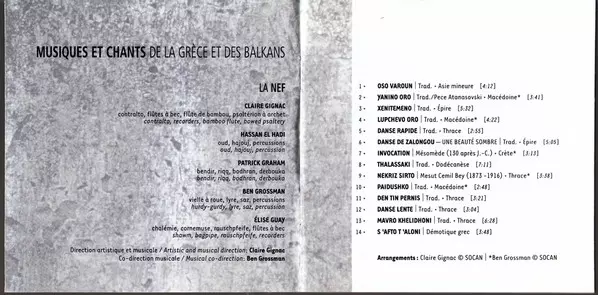 MUSIQUES ET CHANTS DE LA GRÈCE ET DES BALKANS
LA NEF
CLAIRE GIGNAC
contralto, flûtes à bec, flûte de bambou, psaltérion à archet
contralto, recorders, bamboo flute, bowed psaltery
HASSAN EL HADI
oud, hajouj, percussions
oud, hajouj, percussion
PATRICK GRAHAM
bendir, riqq, bodhran, derbouka
bendir, riqq, bodhran, derbouka
BEN GROSSMAN
vielle à roue, lyre, saz, percussions
hurdy-gurdy, lyre, saz, percussion
ÉLISE GUAY
chalémie, cornemuse, rauschpfeife, flûtes à bec
shawn, bagpipe, rauschpfeife, recorders
Direction artistique et musicale / Artistic and musical direction: Claire Gignac
Co-direction musicale / Musical co-direction: Ben Grossman
1 • OSO VAROUN | Trad. • Asie mineure [4:12]
2 • YANINO ORO | Trad./Pece Atanasovski • Macédoine* [3:41]
3 • XENITEMENO | Trad. • Épire [5:32]
4 • LUPCHEVO ORO | Trad. • Macédoine* [4:22]
5 • DANSE RAPIDE | Trad. • Thrace [2:55]
6 • DANSE DE ZALONGOU – UNE BEAUTÉ SOMBRE | Trad. • Épire [5:05]
7 • INVOCATION | Mésomède (130 après J.-C.) • Crète* [3:13]
8 • THALASSAKI | Trad. • Dodécanèse [7:11]
9 • NEKRIZ SIRTO | Mesut Cemil Bey (1873 -1916) • Thrace* [3:38]
10 • PAIDUSHKO | Trad. • Macédoine* [2:48]
11 • DEN TIN PERNIS | Trad. • Thrace [3:21]
12 • DANSE LENTE | Trad. • Thrace [3:04]
13 • MAVRO KHELIDHONI | Trad. • Thrace [6:28]
14 • S 'AFTO T 'ALONI | Démotique grec [3:48]
Arrangements : Claire Gignac © SOCAN | *Ben Grossman © SOCAN